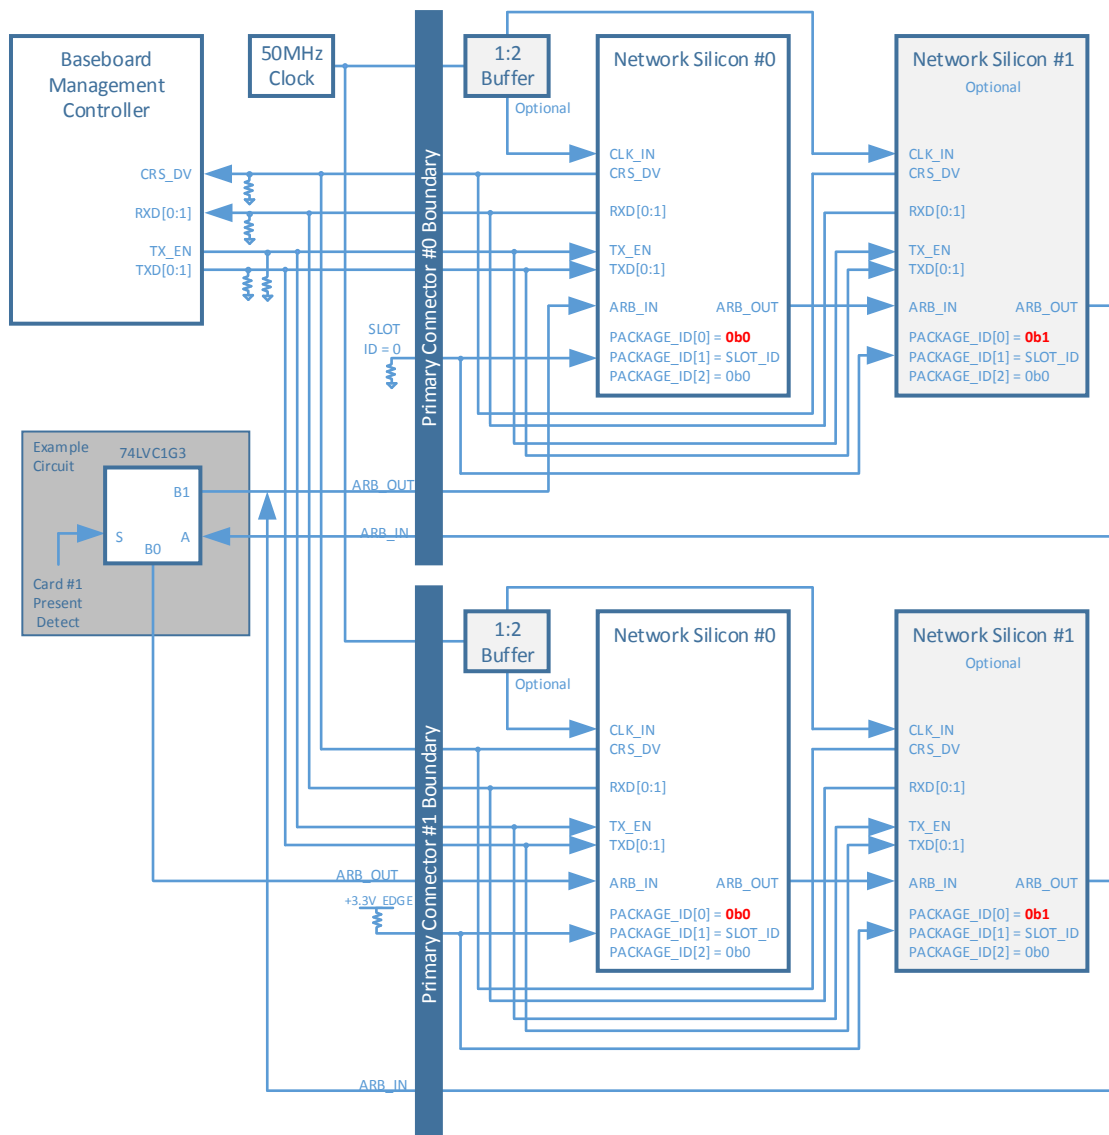 Baseboard
Management
Controller
CRS_DV
RXD[0:1]
TX_EN
TXD[0:1]
50MHz
Clock
Primary Connector #0 Boundary
1:2
Buffer
Optional
Network Silicon #0
CLK_IN
CRS_DV
RXD[0:1]
TX_EN
TXD[0:1]
ARB_IN ARB_OUT
PACKAGE_ID[0] = 0b0
PACKAGE_ID[1] = SLOT_ID
PACKAGE_ID[2] = 0b0
Network Silicon #1
Optional
CLK_IN
CRS_DV
RXD[0:1]
TX_EN
TXD[0:1]
ARB_IN ARB_OUT
PACKAGE_ID[0] = 0b1
PACKAGE_ID[1] = SLOT_ID
PACKAGE_ID[2] = 0b0
SLOT
ID = 0
Example
Circuit
74LVC1G3
B1
S A
B0
Card #1
Present
Detect
ARB_OUT
ARB_IN
Primary Connector #1 Boundary
1:2
Buffer
Optional
Network Silicon #0
CLK_IN
CRS_DV
RXD[0:1]
TX_EN
TXD[0:1]
ARB_IN ARB_OUT
PACKAGE_ID[0] = 0b0
PACKAGE_ID[1] = SLOT_ID
PACKAGE_ID[2] = 0b0
Network Silicon #1
Optional
CLK_IN
CRS_DV
RXD[0:1]
TX_EN
TXD[0:1]
ARB_IN ARB_OUT
PACKAGE_ID[0] = 0b1
PACKAGE_ID[1] = SLOT_ID
PACKAGE_ID[2] = 0b0
ARB_OUT
+3.3V_EDGE
ARB_IN